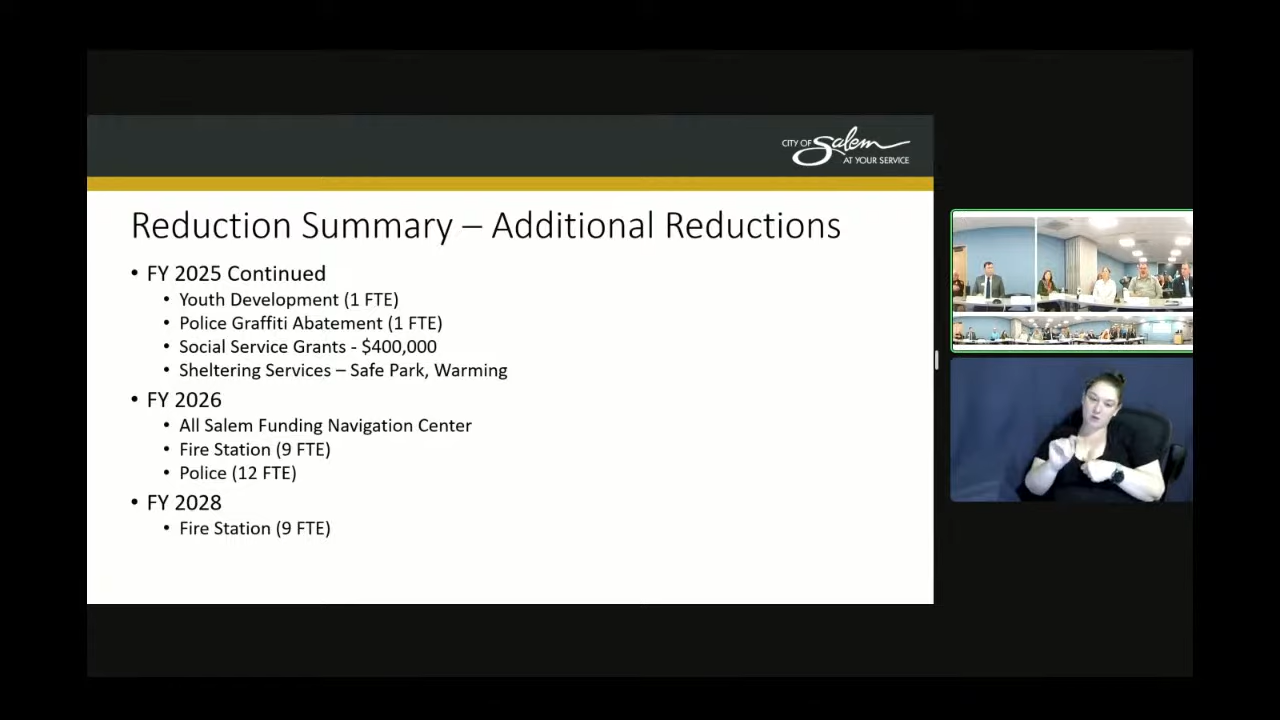 CITY OF Salem
AT YOUR SERVICE
Reduction Summary – Additional Reductions
• FY 2025 Continued
• Youth Development (1 FTE)
• Police Graffiti Abatement (1 FTE)
• Social Service Grants - $400,000
• Sheltering Services – Safe Park, Warming
• FY 2026
• All Salem Funding Navigation Center
• Fire Station (9 FTE)
• Police (12 FTE)
• FY 2028
• Fire Station (9 FTE)